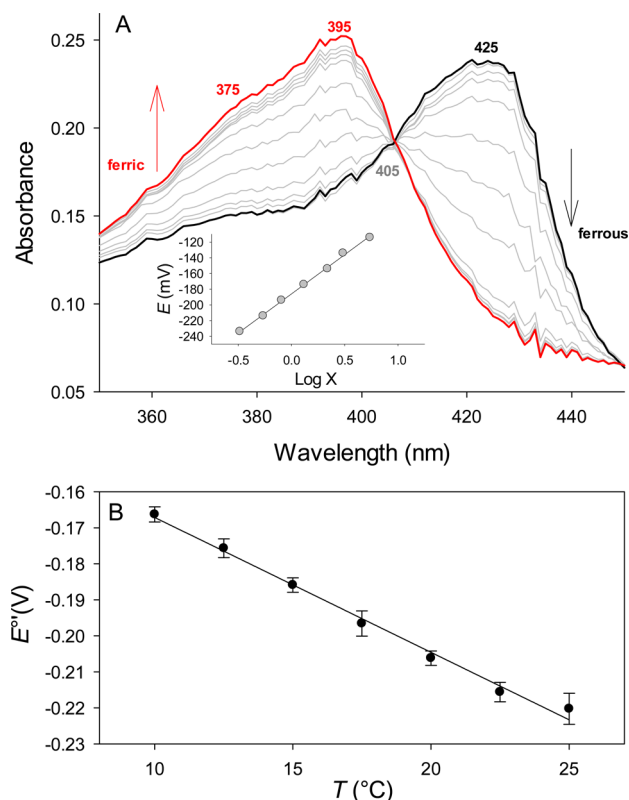 A
0.25
0.20
0.15
0.10
0.05
Absorbance
395
375
425
ferric
405
ferrous
-120
-140
-160
-180
-200
-220
-240
E (mV)
-0.5 0.0 0.5 1.0
Log X
360 380 400 420 440
Wavelength (nm)
B
-0.16
-0.17
-0.18
-0.19
-0.20
-0.21
-0.22
-0.23
E°'(V)
10 15 20 25
T (°C)